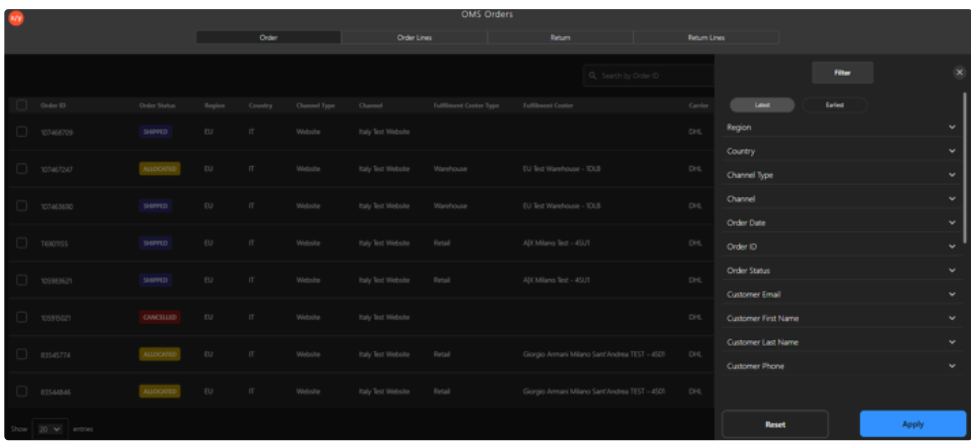 OMS Orders
Order Order Lines Return Return Lines
Search by Order ID
Filter
Latest Earliest
Order ID Order Status Region Country Channel Type Channel Fulfillment Center Type Fulfillment Center Carrier
107468709 SHIPPED EU IT Website Italy Test Website DHL
107467247 ALLOCATED EU IT Website Italy Test Website Warehouse EU Test Warehouse - 1DLB DHL
107463690 SHIPPED EU IT Website Italy Test Website Warehouse EU Test Warehouse - 1DLB DHL
SHIPPED EU IT Website Italy Test Website Retail A|X Milano Test - 4SU1 DHL
105983621 SHIPPED EU IT Website Italy Test Website Retail A|X Milano Test - 4SU1 DHL
105915021 CANCELLED EU IT Website Italy Test Website DHL
83545774 ALLOCATED EU IT Website Italy Test Website Retail Giorgio Armani Milano Sant'Andrea TEST - 4SD1 DHL
83544846 ALLOCATED EU IT Website Italy Test Website Retail Giorgio Armani Milano Sant'Andrea TEST - 4SD1 DHL
Show 20 entries
Region
Country
Channel Type
Channel
Order Date
Order ID
Order Status
Customer Email
Customer First Name
Customer Last Name
Customer Phone
Reset Apply